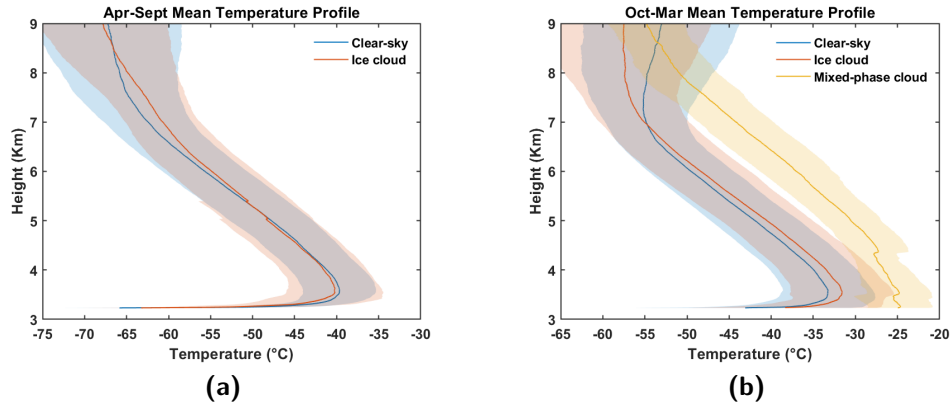 Apr-Sept Mean Temperature Profile
Clear-sky
Ice cloud
9
8
7
6
5
4
3
Height (Km)
-75 -70 -65 -60 -55 -50 -45 -40 -35 -30
Temperature (°C)
(a)
Oct-Mar Mean Temperature Profile
Clear-sky
Ice cloud
Mixed-phase cloud
9
8
7
6
5
4
3
Height (Km)
-65 -60 -55 -50 -45 -40 -35 -30 -25 -20
Temperature (°C)
(b)